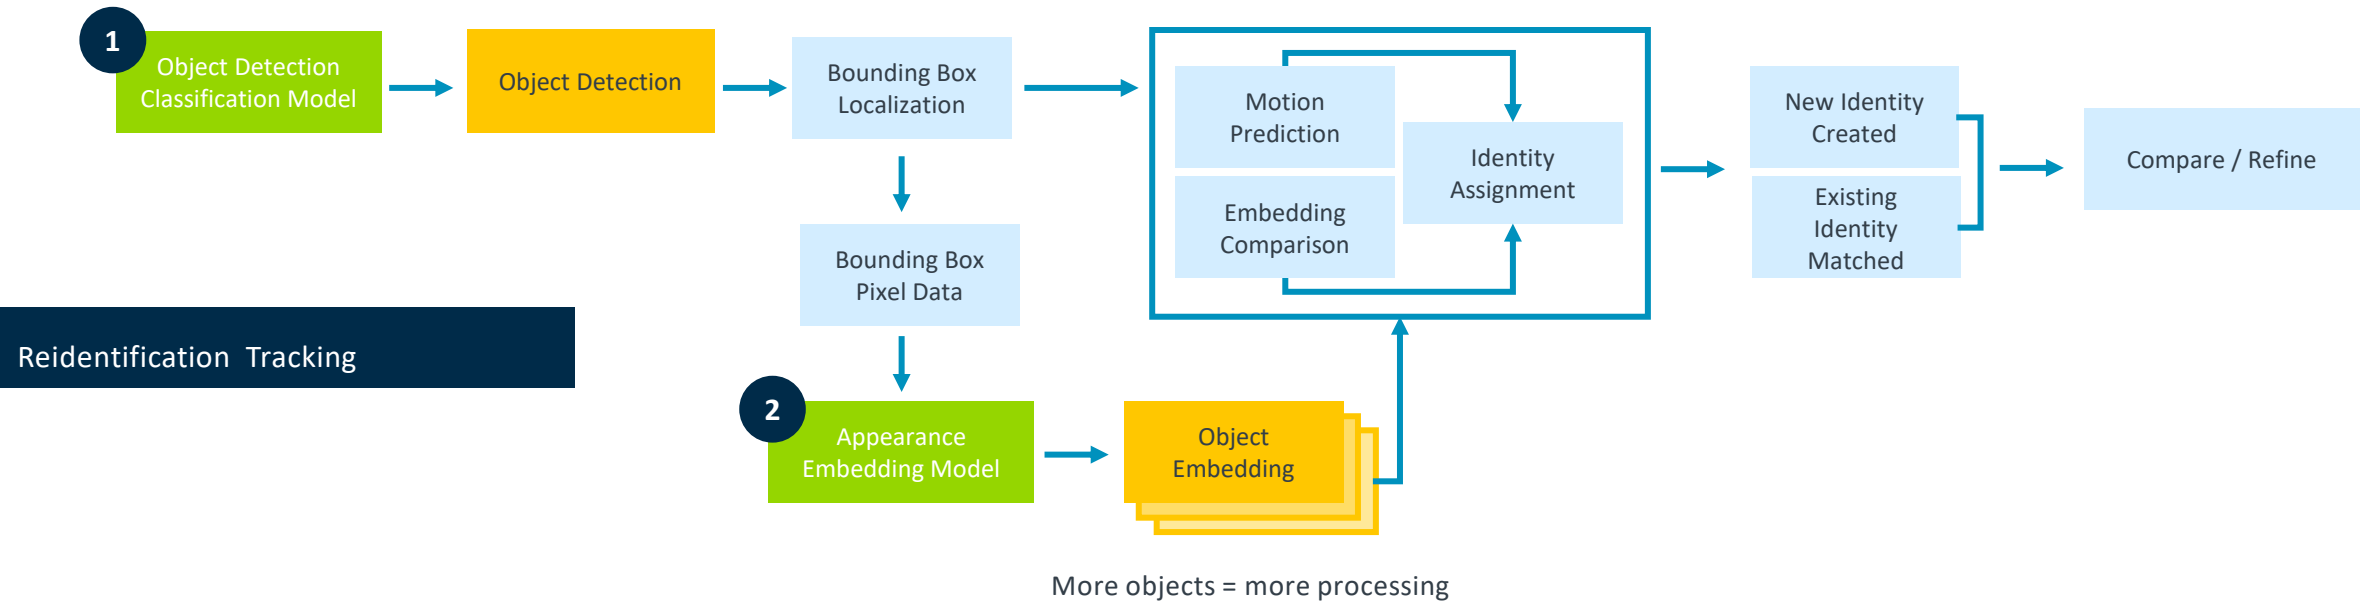 1
Object Detection
Classification Model
Object Detection
Bounding Box
Localization
Motion
Prediction
Embedding
Comparison
Identity
Assignment
New Identity
Created
Existing
Identity
Matched
Compare / Refine
Bounding Box
Pixel Data
Reidentification Tracking
2
Appearance
Embedding Model
Object
Embedding
More objects = more processing